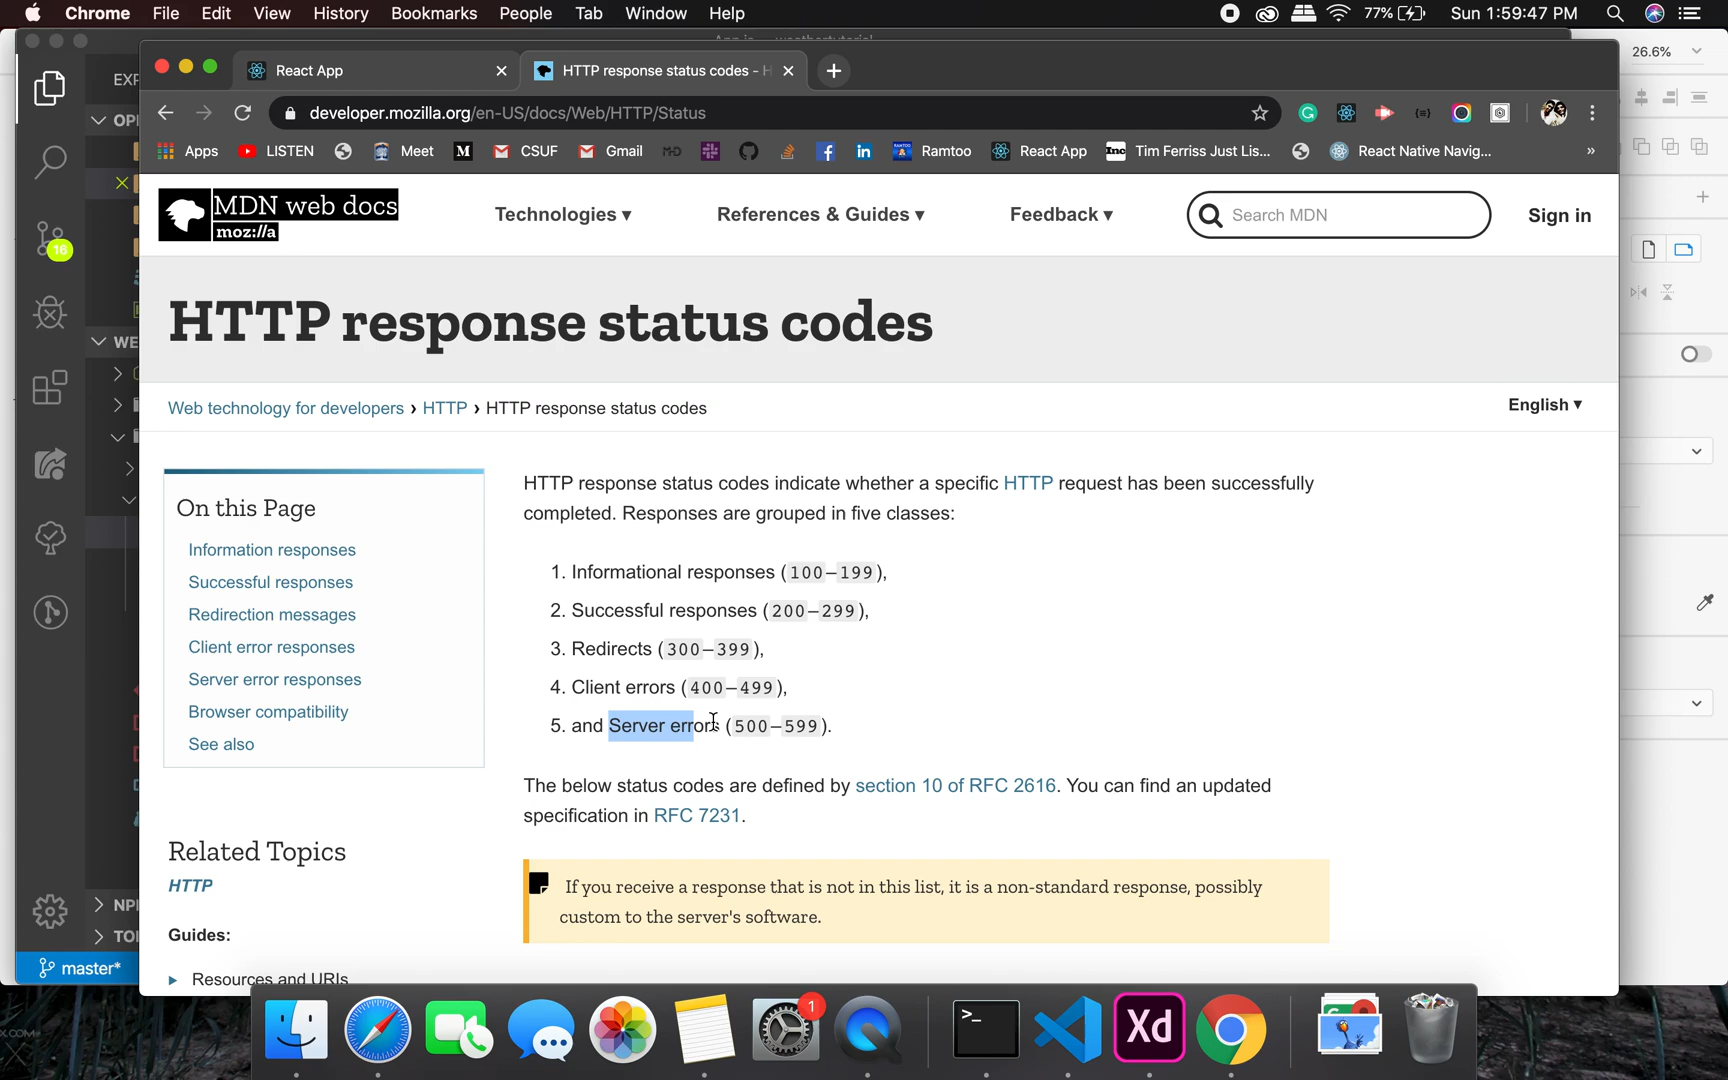 Chrome File Edit View History Bookmarks People Tab Window Help 77% Sun 1:59:47 PM
26.6%
React App
HTTP response status codes - H
developer.mozilla.org/en-US/docs/Web/HTTP/Status
Apps LISTEN Meet CSUF Gmail Ramtoo React App Tim Ferriss Just Lis... React Native Navig... »
MDN web docs
moz://a
Technologies ▾ References & Guides ▾ Feedback ▾ Search MDN Sign in
HTTP response status codes
Web technology for developers › HTTP › HTTP response status codes
English ▾
On this Page
Information responses
Successful responses
Redirection messages
Client error responses
Server error responses
Browser compatibility
See also
Related Topics
HTTP
Guides:
Resources and URIs
HTTP response status codes indicate whether a specific HTTP request has been successfully
completed. Responses are grouped in five classes:
1. Informational responses (100–199),
2. Successful responses (200–299),
3. Redirects (300–399),
4. Client errors (400–499),
5. and Server errors (500–599).
The below status codes are defined by section 10 of RFC 2616. You can find an updated
specification in RFC 7231.
If you receive a response that is not in this list, it is a non-standard response, possibly
custom to the server's software.
16
EXP
OP
WE
NP
TO
master*
1
>_
Xd